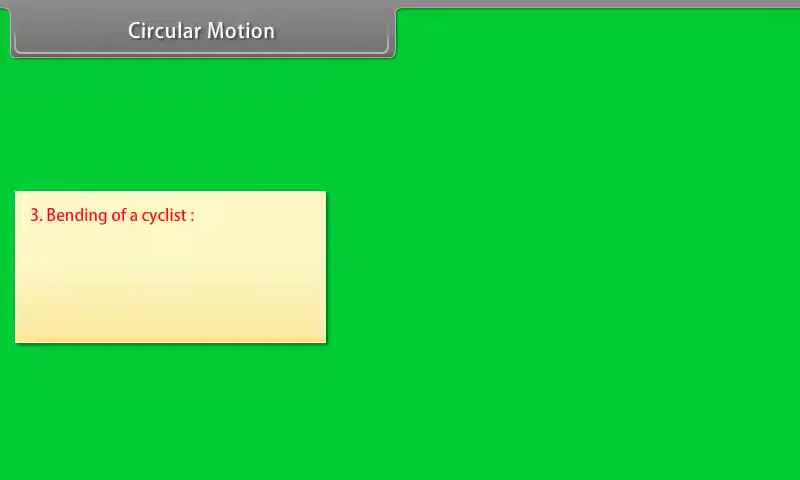 Circular Motion
3. Bending of a cyclist :